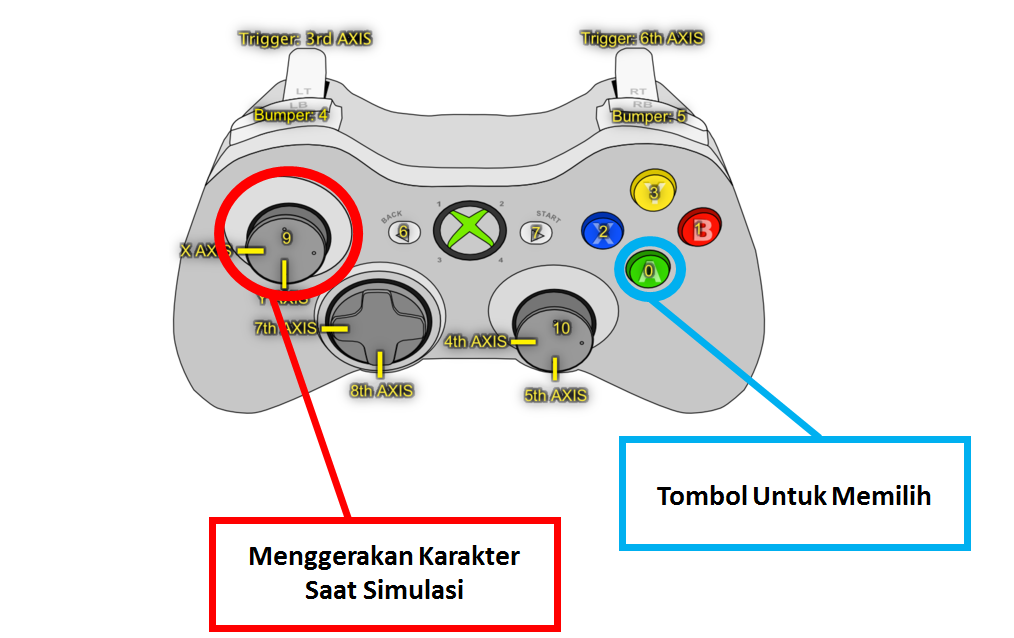 Trigger: 3rd AXIS
Trigger: 6th AXIS
LT
RT
LB
RB
Bumper: 4
Bumper: 5
Y
3
1
2
BACK
START
6
7
X
2
B
1
9
X AXIS
3
4
A
0
Y AXIS
7th AXIS
10
4th AXIS
8th AXIS
5th AXIS
Tombol Untuk Memilih
Menggerakan Karakter
Saat Simulasi